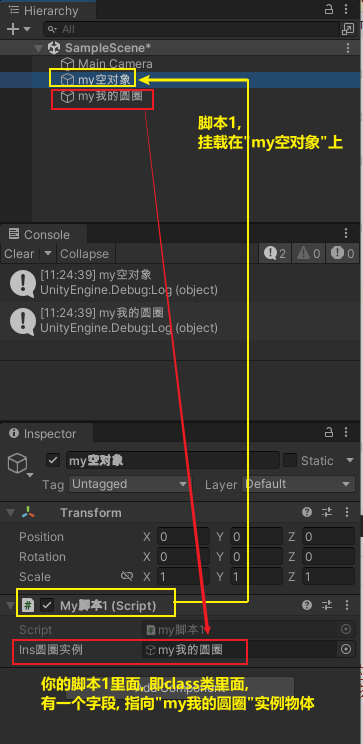 Hierarchy
All
SampleScene*
Main Camera
my空对象
my我的圆圈
脚本1,
挂载在"my空对象"上
Console
Clear Collapse 2 0 0
[11:24:39] my空对象
UnityEngine.Debug:Log (object)
[11:24:39] my我的圆圈
UnityEngine.Debug:Log (object)
Inspector
my空对象 Static
Tag Untagged Layer Default
Transform
Position X 0 Y 0 Z 0
Rotation X 0 Y 0 Z 0
Scale X 1 Y 1 Z 1
My脚本1 (Script)
Script my脚本1
Ins圆圈实例 my我的圆圈
你的脚本1里面, 即class类里面,
有一个字段, 指向"my我的圆圈"实例物体